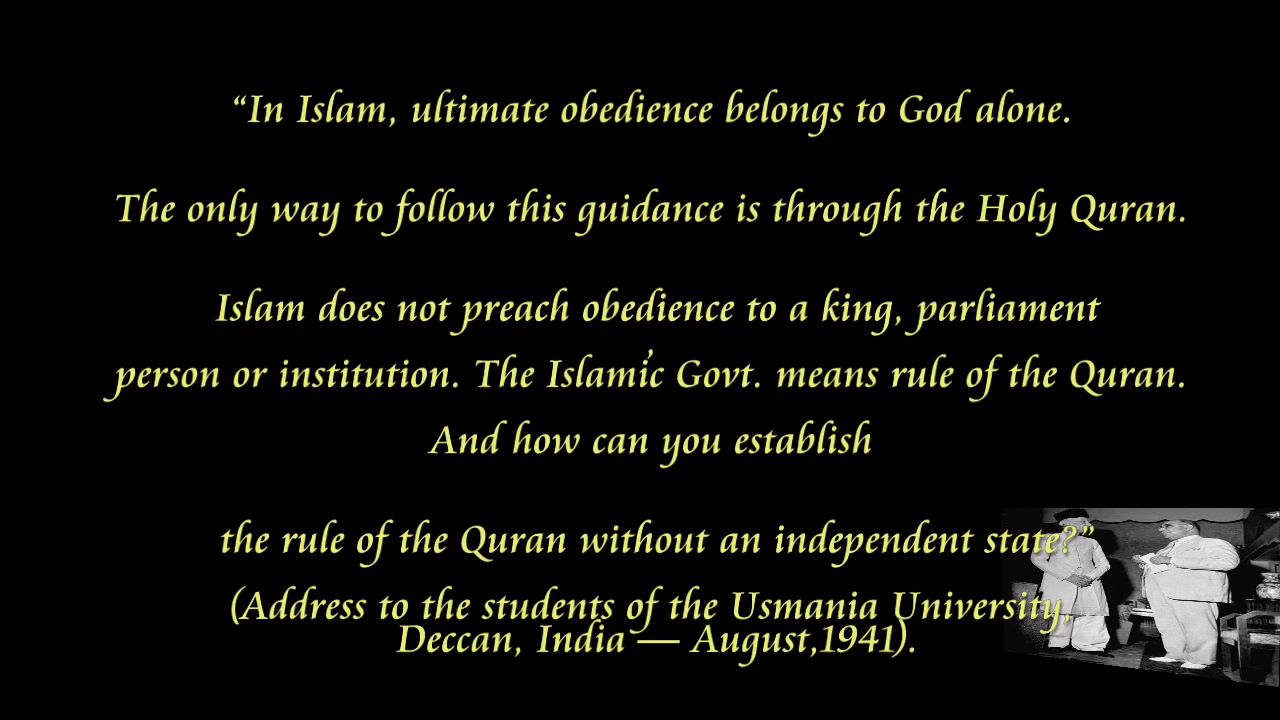 “In Islam, ultimate obedience belongs to God alone.
The only way to follow this guidance is through the Holy Quran.
Islam does not preach obedience to a king, parliament
,
person or institution. The Islamic Govt. means rule of the Quran.
And how can you establish
the rule of the Quran without an independent state?”
(Address to the students of the Usmania University,
Deccan, India — August,1941).